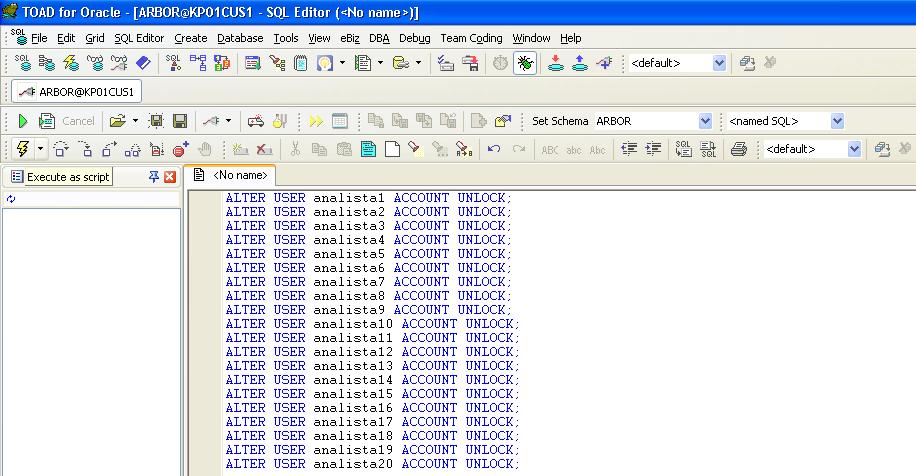 TOAD for Oracle - [ARBOR@KP01CUS1 - SQL Editor (<No name>)]
SQL File Edit Grid SQL Editor Create Database Tools View eBiz DBA Debug Team Coding Window Help
SQL SQL <default>
ARBOR@KP01CUS1
Cancel Set Schema ARBOR <named SQL>
A→B ABC abc Abc SQL SQL <default>
Execute as script <No name>
ALTER USER analista1 ACCOUNT UNLOCK;
ALTER USER analista2 ACCOUNT UNLOCK;
ALTER USER analista3 ACCOUNT UNLOCK;
ALTER USER analista4 ACCOUNT UNLOCK;
ALTER USER analista5 ACCOUNT UNLOCK;
ALTER USER analista6 ACCOUNT UNLOCK;
ALTER USER analista7 ACCOUNT UNLOCK;
ALTER USER analista8 ACCOUNT UNLOCK;
ALTER USER analista9 ACCOUNT UNLOCK;
ALTER USER analista10 ACCOUNT UNLOCK;
ALTER USER analista11 ACCOUNT UNLOCK;
ALTER USER analista12 ACCOUNT UNLOCK;
ALTER USER analista13 ACCOUNT UNLOCK;
ALTER USER analista14 ACCOUNT UNLOCK;
ALTER USER analista15 ACCOUNT UNLOCK;
ALTER USER analista16 ACCOUNT UNLOCK;
ALTER USER analista17 ACCOUNT UNLOCK;
ALTER USER analista18 ACCOUNT UNLOCK;
ALTER USER analista19 ACCOUNT UNLOCK;
ALTER USER analista20 ACCOUNT UNLOCK;